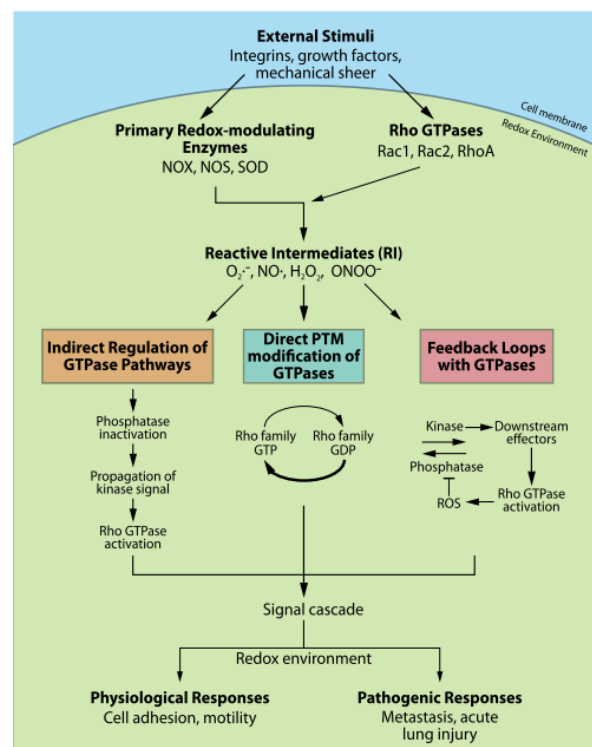 External Stimuli
Integrins, growth factors,
mechanical sheer
Cell membrane
Redox Environment
Primary Redox-modulating
Enzymes
NOX, NOS, SOD
Rho GTPases
Rac1, Rac2, RhoA
Reactive Intermediates (RI)
O₂·⁻, NO·, H₂O₂, ONOO⁻
Indirect Regulation of
GTPase Pathways
Direct PTM
modification of
GTPases
Feedback Loops
with GTPases
Phosphatase
inactivation
Propagation of
kinase signal
Rho GTPase
activation
Rho family
GTP
Rho family
GDP
Kinase
Downstream
effectors
Phosphatase
ROS
Rho GTPase
activation
Signal cascade
Redox environment
Physiological Responses
Cell adhesion, motility
Pathogenic Responses
Metastasis, acute
lung injury